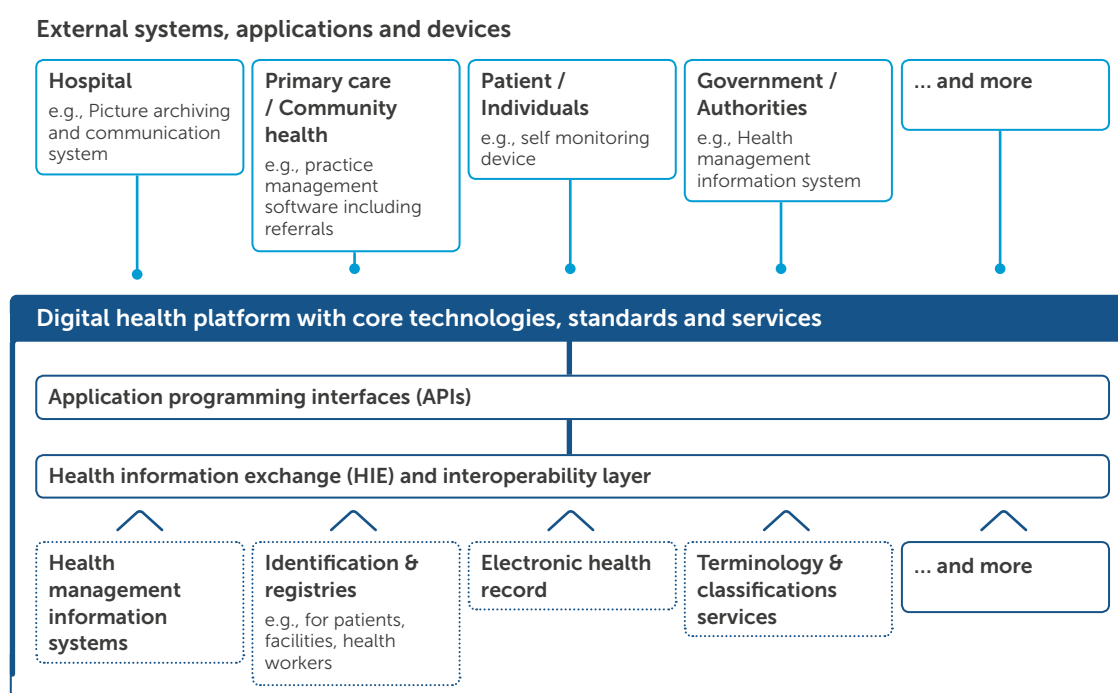 External systems, applications and devices
Hospital
e.g., Picture archiving
and communication
system
Primary care
/ Community
health
e.g., practice
management
software including
referrals
Patient /
Individuals
e.g., self monitoring
device
Government /
Authorities
e.g., Health
management
information system
... and more
Digital health platform with core technologies, standards and services
Application programming interfaces (APIs)
Health information exchange (HIE) and interoperability layer
Health
management
information
systems
Identification &
registries
e.g., for patients,
facilities, health
workers
Electronic health
record
Terminology &
classifications
services
... and more